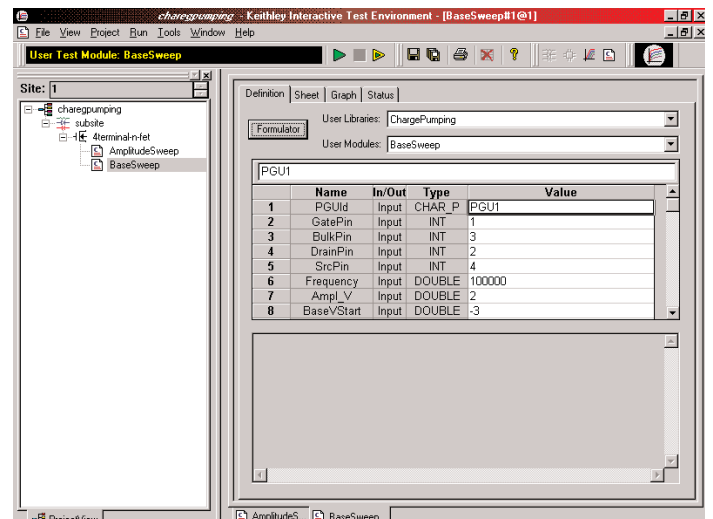 charegpumping - Keithley Interactive Test Environment - [BaseSweep#1@1]
File View Project Run Tools Window Help
User Test Module: BaseSweep
Site: 1
charegpumping
subsite
4terminal-n-fet
AmplitudeSweep
BaseSweep
Definition Sheet Graph Status
Formulator
User Libraries: ChargePumping
User Modules: BaseSweep
PGU1
Name In/Out Type Value
1 PGUId Input CHAR_P PGU1
2 GatePin Input INT 1
3 BulkPin Input INT 3
4 DrainPin Input INT 2
5 SrcPin Input INT 4
6 Frequency Input DOUBLE 100000
7 Ampl_V Input DOUBLE 2
8 BaseVStart Input DOUBLE -3
ProjectView
AmplitudeS... BaseSweep